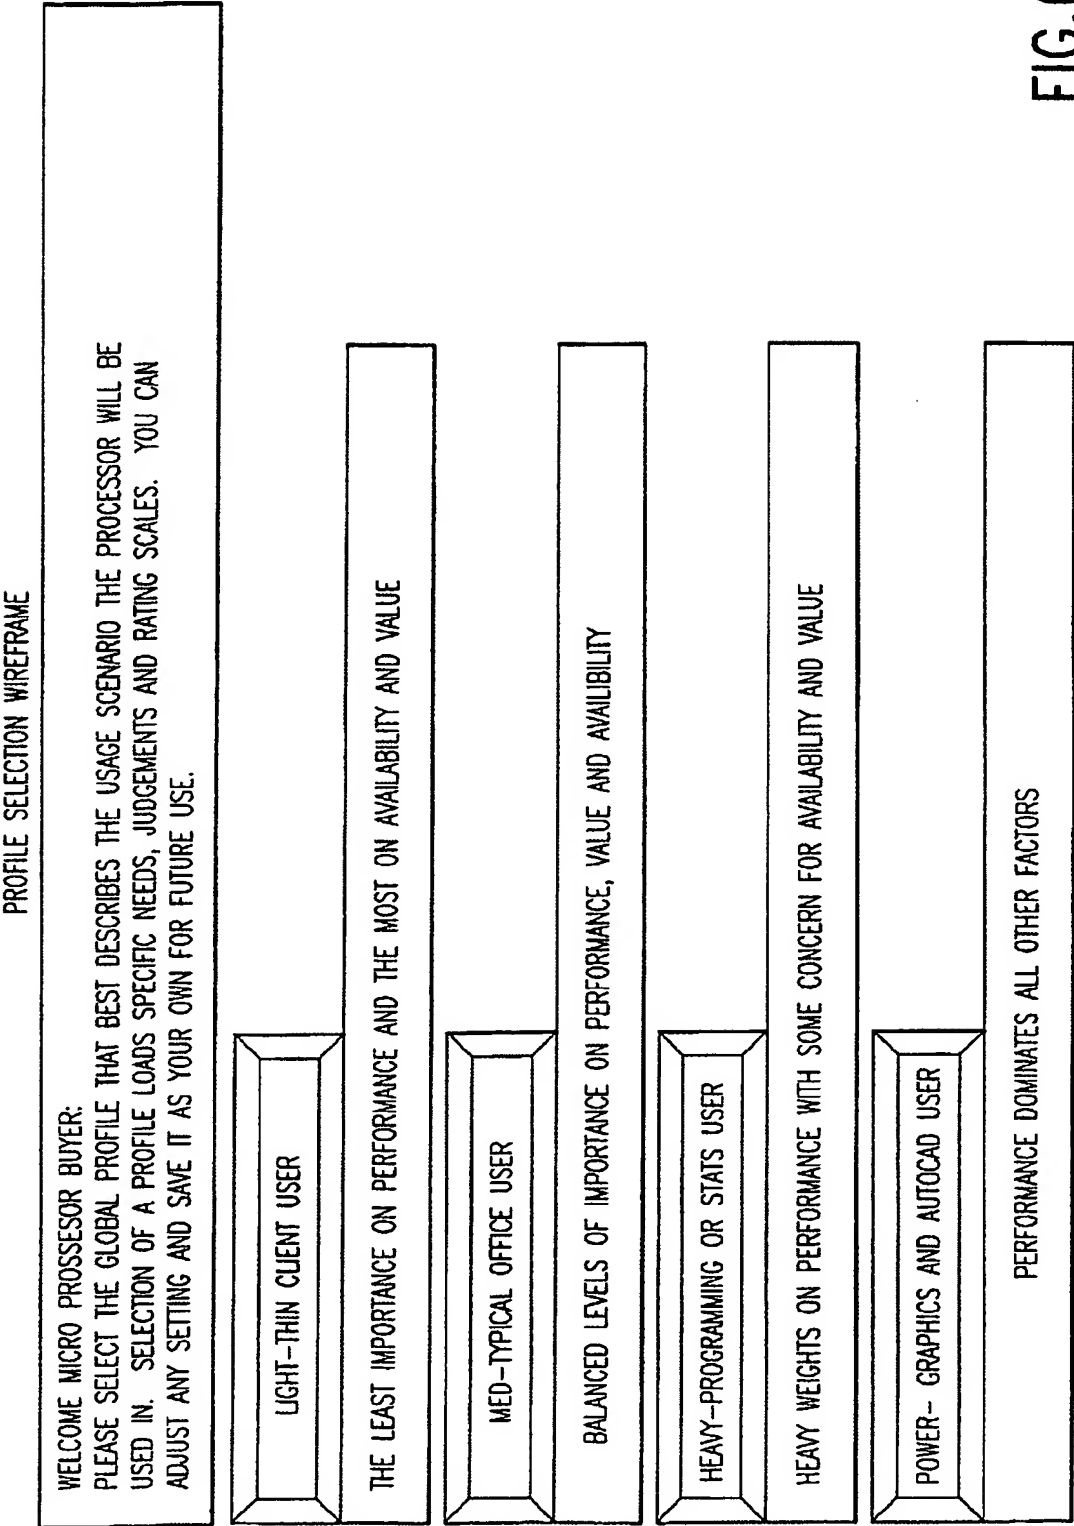 PROFILE SELECTION WIREFRAME
WELCOME MICRO PROSSESOR BUYER:
PLEASE SELECT THE GLOBAL PROFILE THAT BEST DESCRIBES THE USAGE SCENARIO THE PROCESSOR WILL BE
USED IN. SELECTION OF A PROFILE LOADS SPECIFIC NEEDS, JUDGEMENTS AND RATING SCALES. YOU CAN
ADJUST ANY SETTING AND SAVE IT AS YOUR OWN FOR FUTURE USE.
LIGHT-THIN CLIENT USER
THE LEAST IMPORTANCE ON PERFORMANCE AND THE MOST ON AVAILABILITY AND VALUE
MED-TYPICAL OFFICE USER
BALANCED LEVELS OF IMPORTANCE ON PERFORMANCE, VALUE AND AVAILIBILITY
HEAVY-PROGRAMMING OR STATS USER
HEAVY WEIGHTS ON PERFORMANCE WITH SOME CONCERN FOR AVAILABILITY AND VALUE
POWER- GRAPHICS AND AUTOCAD USER
PERFORMANCE DOMINATES ALL OTHER FACTORS
FIG.